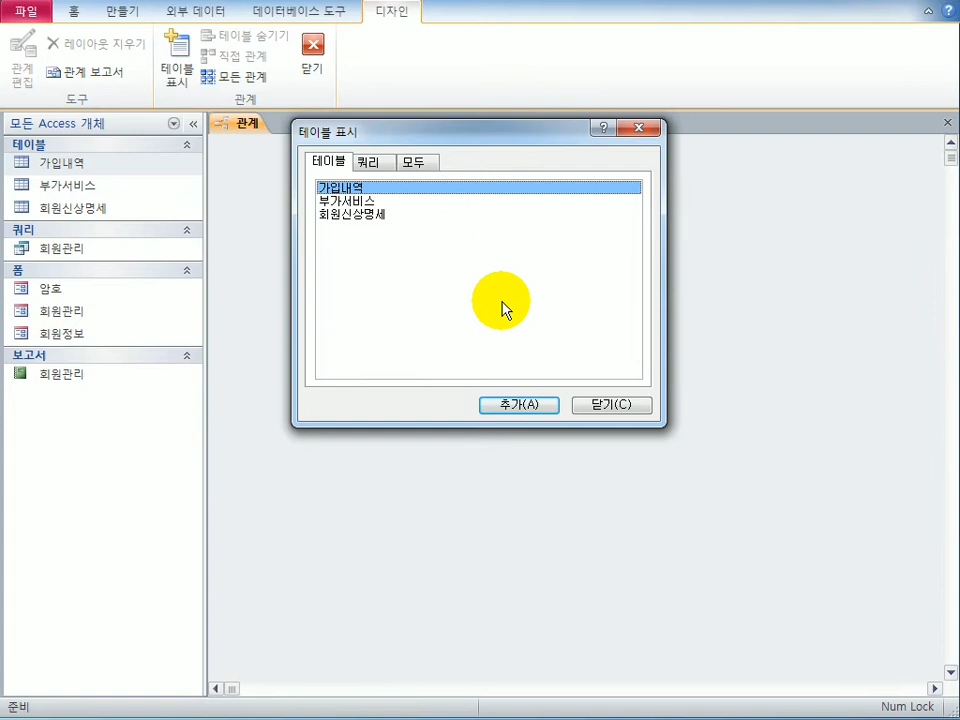 파일 홈 만들기 외부 데이터 데이터베이스 도구 디자인
관계
편집
레이아웃 지우기
관계 보고서
도구
테이블
표시
테이블 숨기기
직접 관계
모든 관계
닫기
관계
모든 Access 개체
테이블
가입내역
부가서비스
회원신상명세
쿼리
회원관리
폼
암호
회원관리
회원정보
보고서
회원관리
관계
테이블 표시
테이블 쿼리 모두
가입내역
부가서비스
회원신상명세
추가(A) 닫기(C)
준비 Num Lock